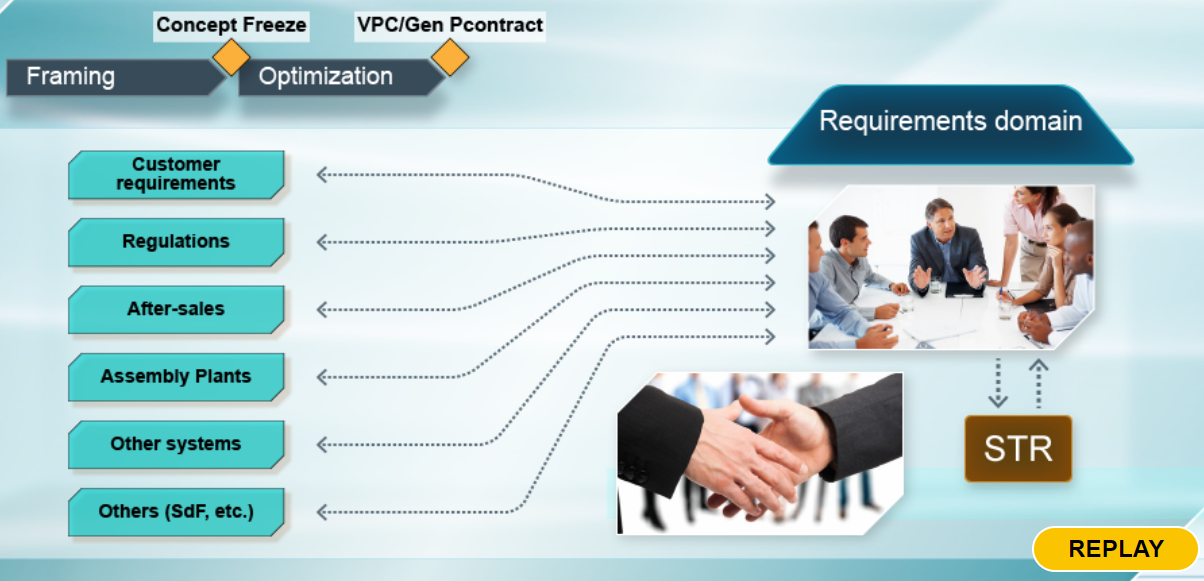 Concept Freeze
VPC/Gen Pcontract
Framing
Optimization
Requirements domain
Customer
requirements
Regulations
After-sales
Assembly Plants
Other systems
Others (SdF, etc.)
STR
REPLAY